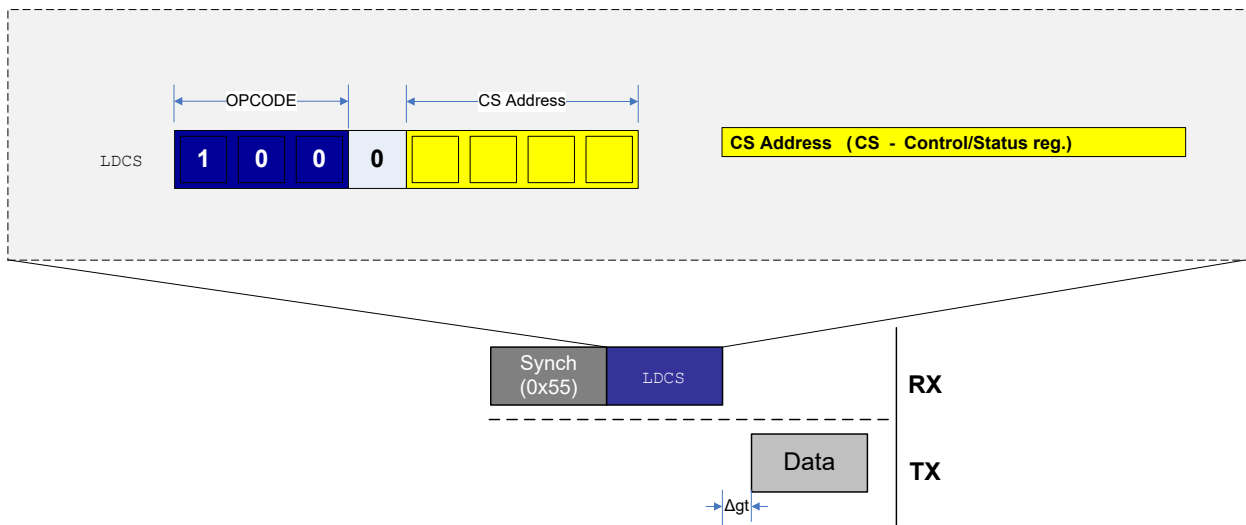 OPCODE
CS Address
LDCS
1 0 0 0
CS Address (CS - Control/Status reg.)
Synch
(0x55)
LDCS
RX
Data
TX
Δgt